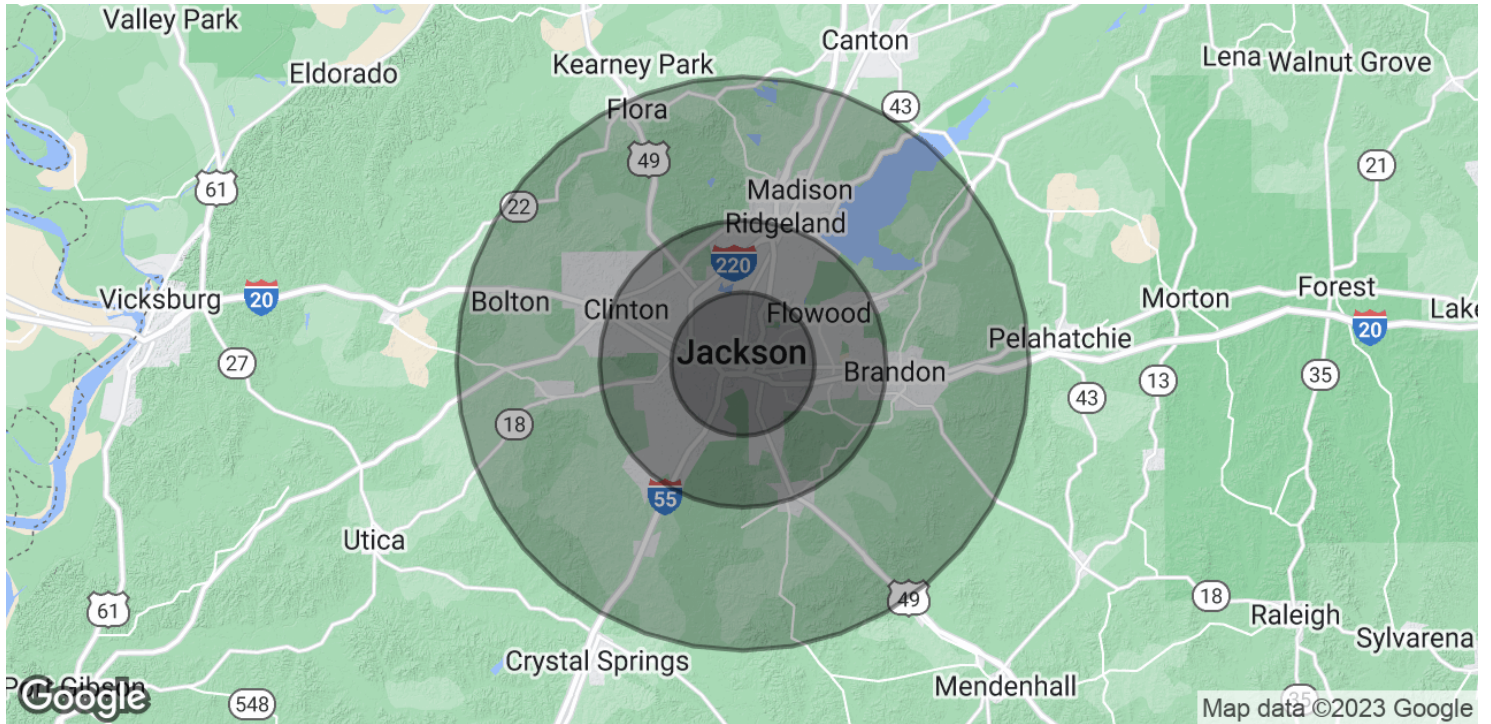 Valley Park
Canton
Lena
Walnut Grove
Eldorado
Kearney Park
Flora
43
49
21
61
Madison
22
Ridgeland
220
Vicksburg
20
Bolton
Clinton
Flowood
Morton
Forest
Lake
20
Pelahatchie
Jackson
27
Brandon
13
35
43
18
55
Utica
61
49
18
Raleigh
Sylvarena
Crystal Springs
Port Gibson
Mendenhall
Google
548
35
Map data ©2023 Google